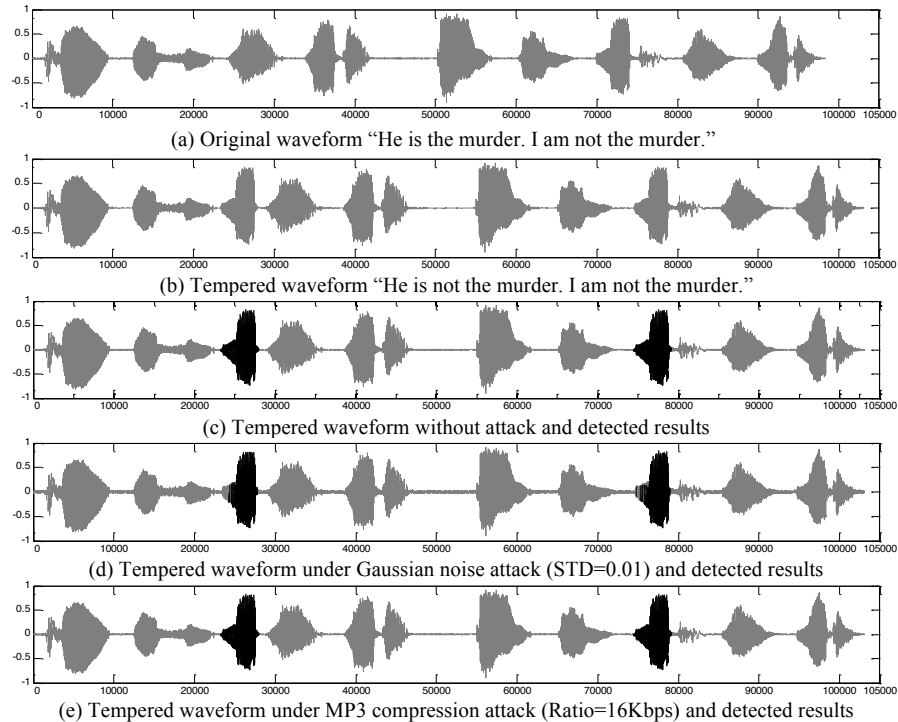 1
0.5
0
-0.5
-1
0 10000 20000 30000 40000 50000 60000 70000 80000 90000 100000 105000
(a) Original waveform “He is the murder. I am not the murder.”
1
0.5
0
-0.5
-1
0 10000 20000 30000 40000 50000 60000 70000 80000 90000 100000 105000
(b) Tempered waveform “He is not the murder. I am not the murder.”
1
0.5
0
-0.5
-1
0 10000 20000 30000 40000 50000 60000 70000 80000 90000 100000 105000
(c) Tempered waveform without attack and detected results
1
0.5
0
-0.5
-1
0 10000 20000 30000 40000 50000 60000 70000 80000 90000 100000 105000
(d) Tempered waveform under Gaussian noise attack (STD=0.01) and detected results
1
0.5
0
-0.5
-1
0 10000 20000 30000 40000 50000 60000 70000 80000 90000 100000 105000
(e) Tempered waveform under MP3 compression attack (Ratio=16Kbps) and detected results